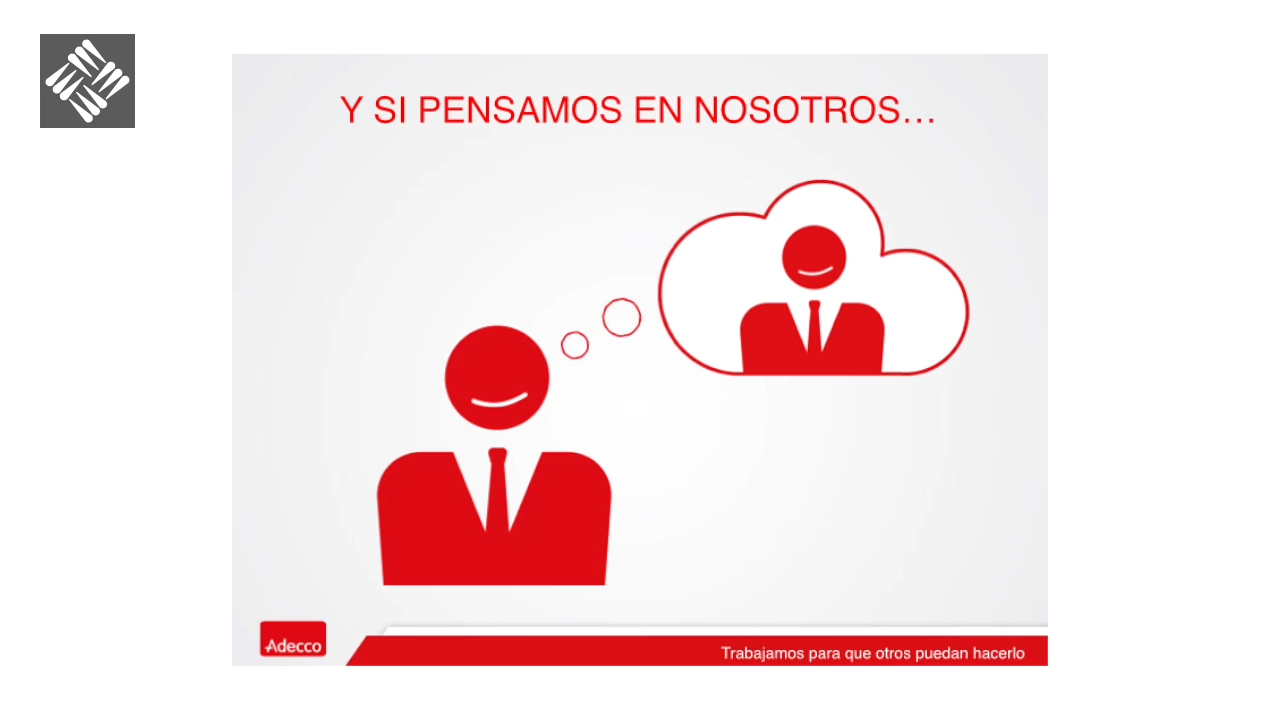 Y SI PENSAMOS EN NOSOTROS...
Adecco
Trabajamos para que otros puedan hacerlo